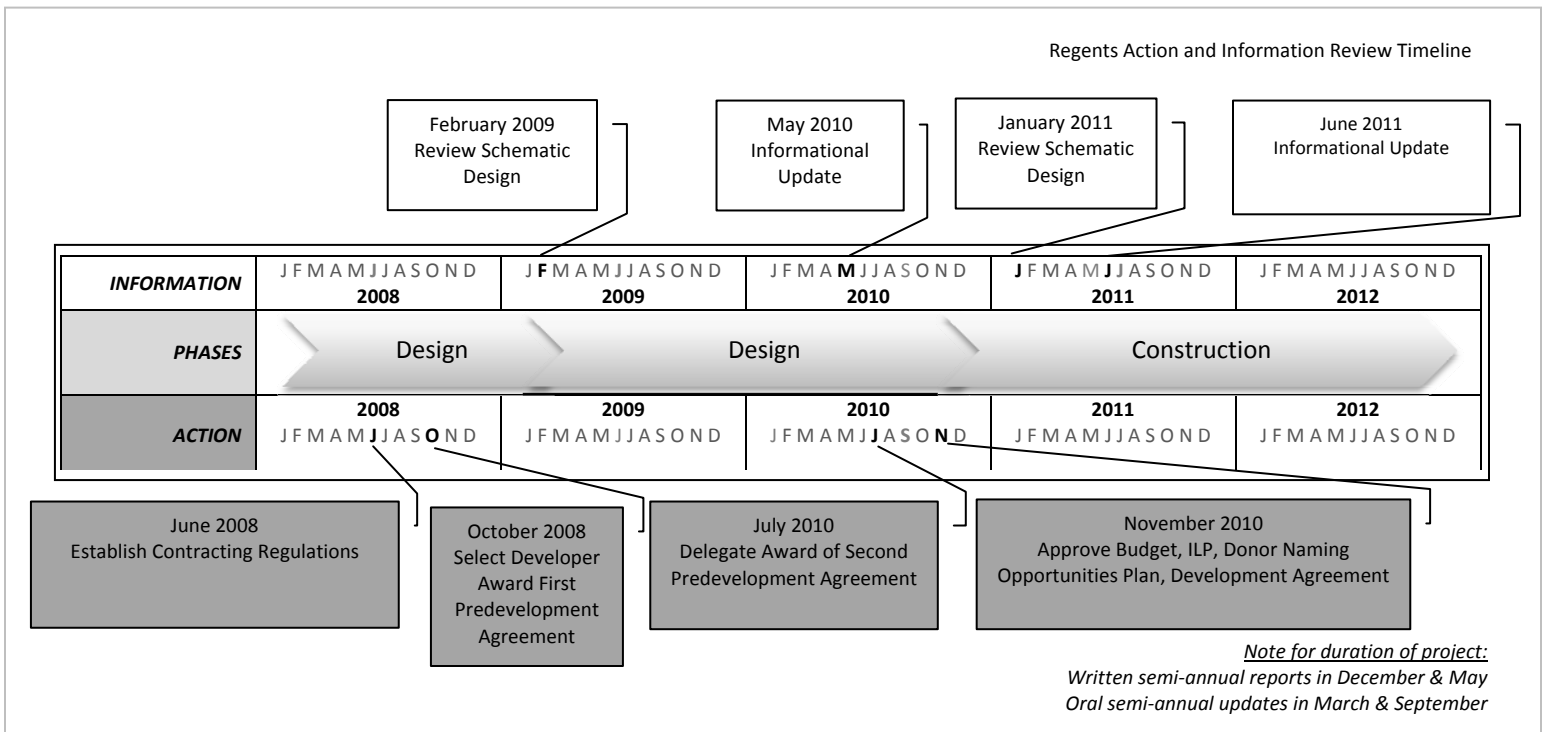 Regents Action and Information Review Timeline
February 2009
Review Schematic
Design
May 2010
Informational
Update
January 2011
Review Schematic
Design
June 2011
Informational Update
INFORMATION
J F M A M J J A S O N D
2008
J F M A M J J A S O N D
2009
J F M A M J J A S O N D
2010
J F M A M J J A S O N D
2011
J F M A M J J A S O N D
2012
PHASES
Design
Design
Construction
ACTION
2008
J F M A M J J A S O N D
2009
J F M A M J J A S O N D
2010
J F M A M J J A S O N D
2011
J F M A M J J A S O N D
2012
J F M A M J J A S O N D
June 2008
Establish Contracting Regulations
October 2008
Select Developer
Award First
Predevelopment
Agreement
July 2010
Delegate Award of Second
Predevelopment Agreement
November 2010
Approve Budget, ILP, Donor Naming
Opportunities Plan, Development Agreement
Note for duration of project:
Written semi-annual reports in December & May
Oral semi-annual updates in March & September